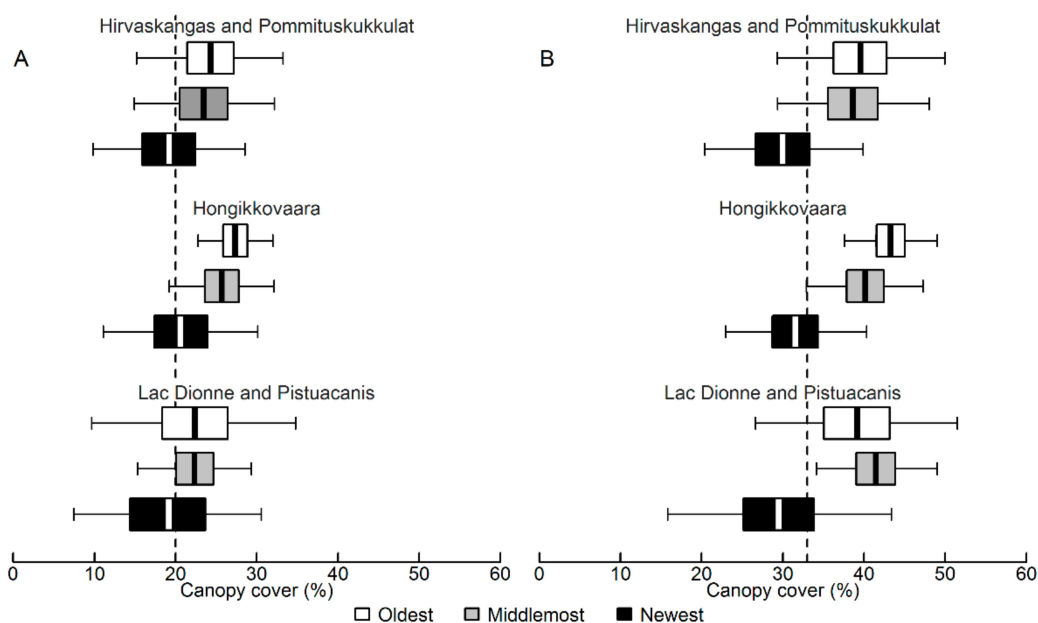 A
Hirvaskangas and Pommituskukkulat
Hongikkovaara
Lac Dionne and Pistuacanis
0 10 20 30 40 50 60
Canopy cover (%)
B
Hirvaskangas and Pommituskukkulat
Hongikkovaara
Lac Dionne and Pistuacanis
0 10 20 30 40 50 60
Canopy cover (%)
Oldest Middlemost Newest